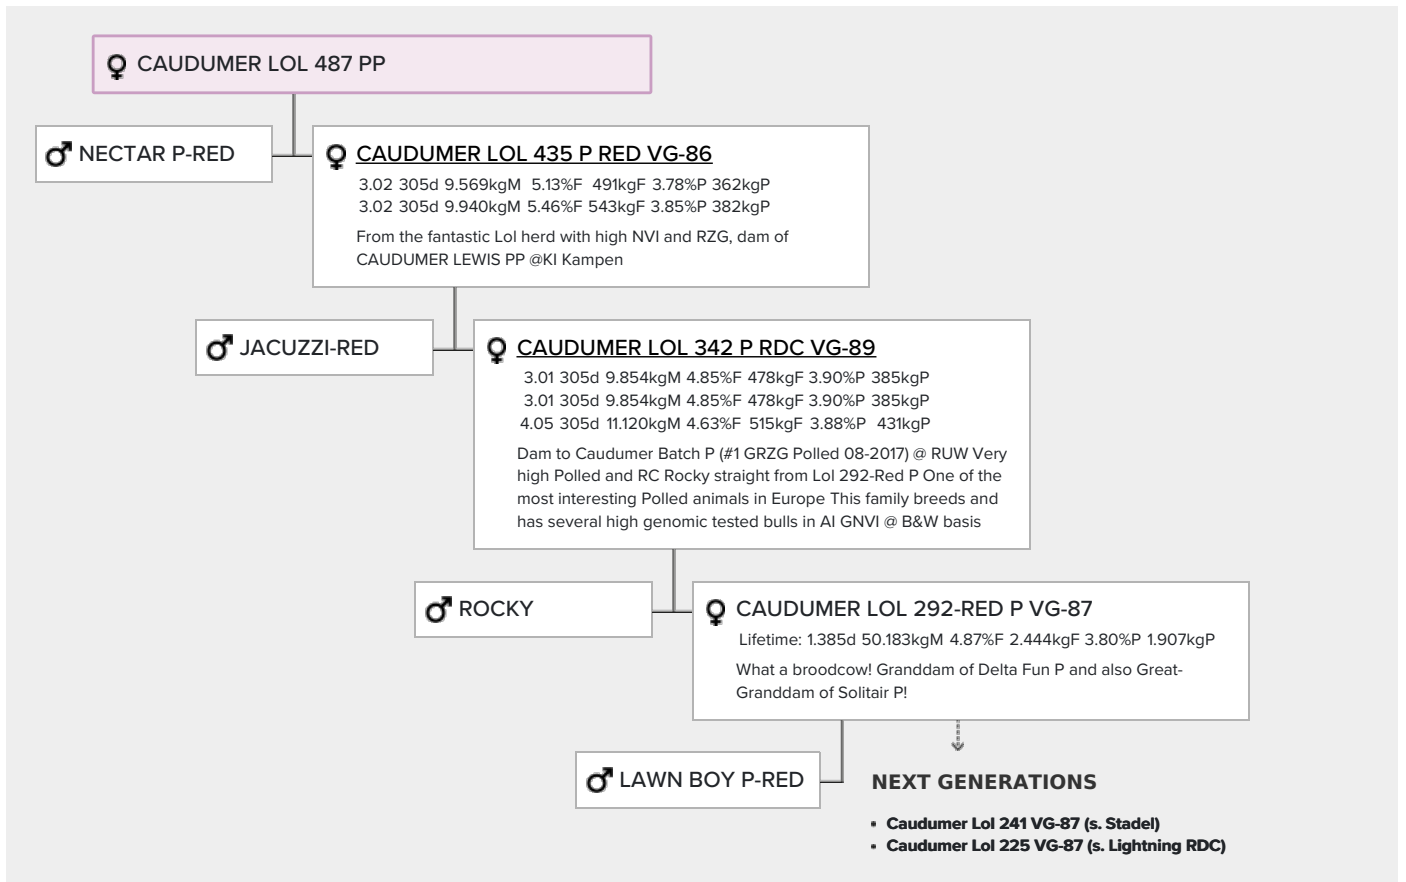 CAUDUMER LOL 487 PP
NECTAR P-RED
CAUDUMER LOL 435 P RED VG-86
3.02 305d 9.569kgM 5.13%F 491kgF 3.78%P 362kgP
3.02 305d 9.940kgM 5.46%F 543kgF 3.85%P 382kgP
From the fantastic Lol herd with high NVI and RZG, dam of
CAUDUMER LEWIS PP @KI Kampen
JACUZZI-RED
CAUDUMER LOL 342 P RDC VG-89
3.01 305d 9.854kgM 4.85%F 478kgF 3.90%P 385kgP
3.01 305d 9.854kgM 4.85%F 478kgF 3.90%P 385kgP
4.05 305d 11.120kgM 4.63%F 515kgF 3.88%P 431kgP
Dam to Caudumer Batch P (#1 GRZG Polled 08-2017) @ RUW Very
high Polled and RC Rocky straight from Lol 292-Red P One of the
most interesting Polled animals in Europe This family breeds and
has several high genomic tested bulls in AI GNVI @ B&W basis
ROCKY
CAUDUMER LOL 292-RED P VG-87
Lifetime: 1.385d 50.183kgM 4.87%F 2.444kgF 3.80%P 1.907kgP
What a broodcow! Granddam of Delta Fun P and also Great-
Granddam of Solitair P!
LAWN BOY P-RED
NEXT GENERATIONS
• Caudumer Lol 241 VG-87 (s. Stadel)
• Caudumer Lol 225 VG-87 (s. Lightning RDC)